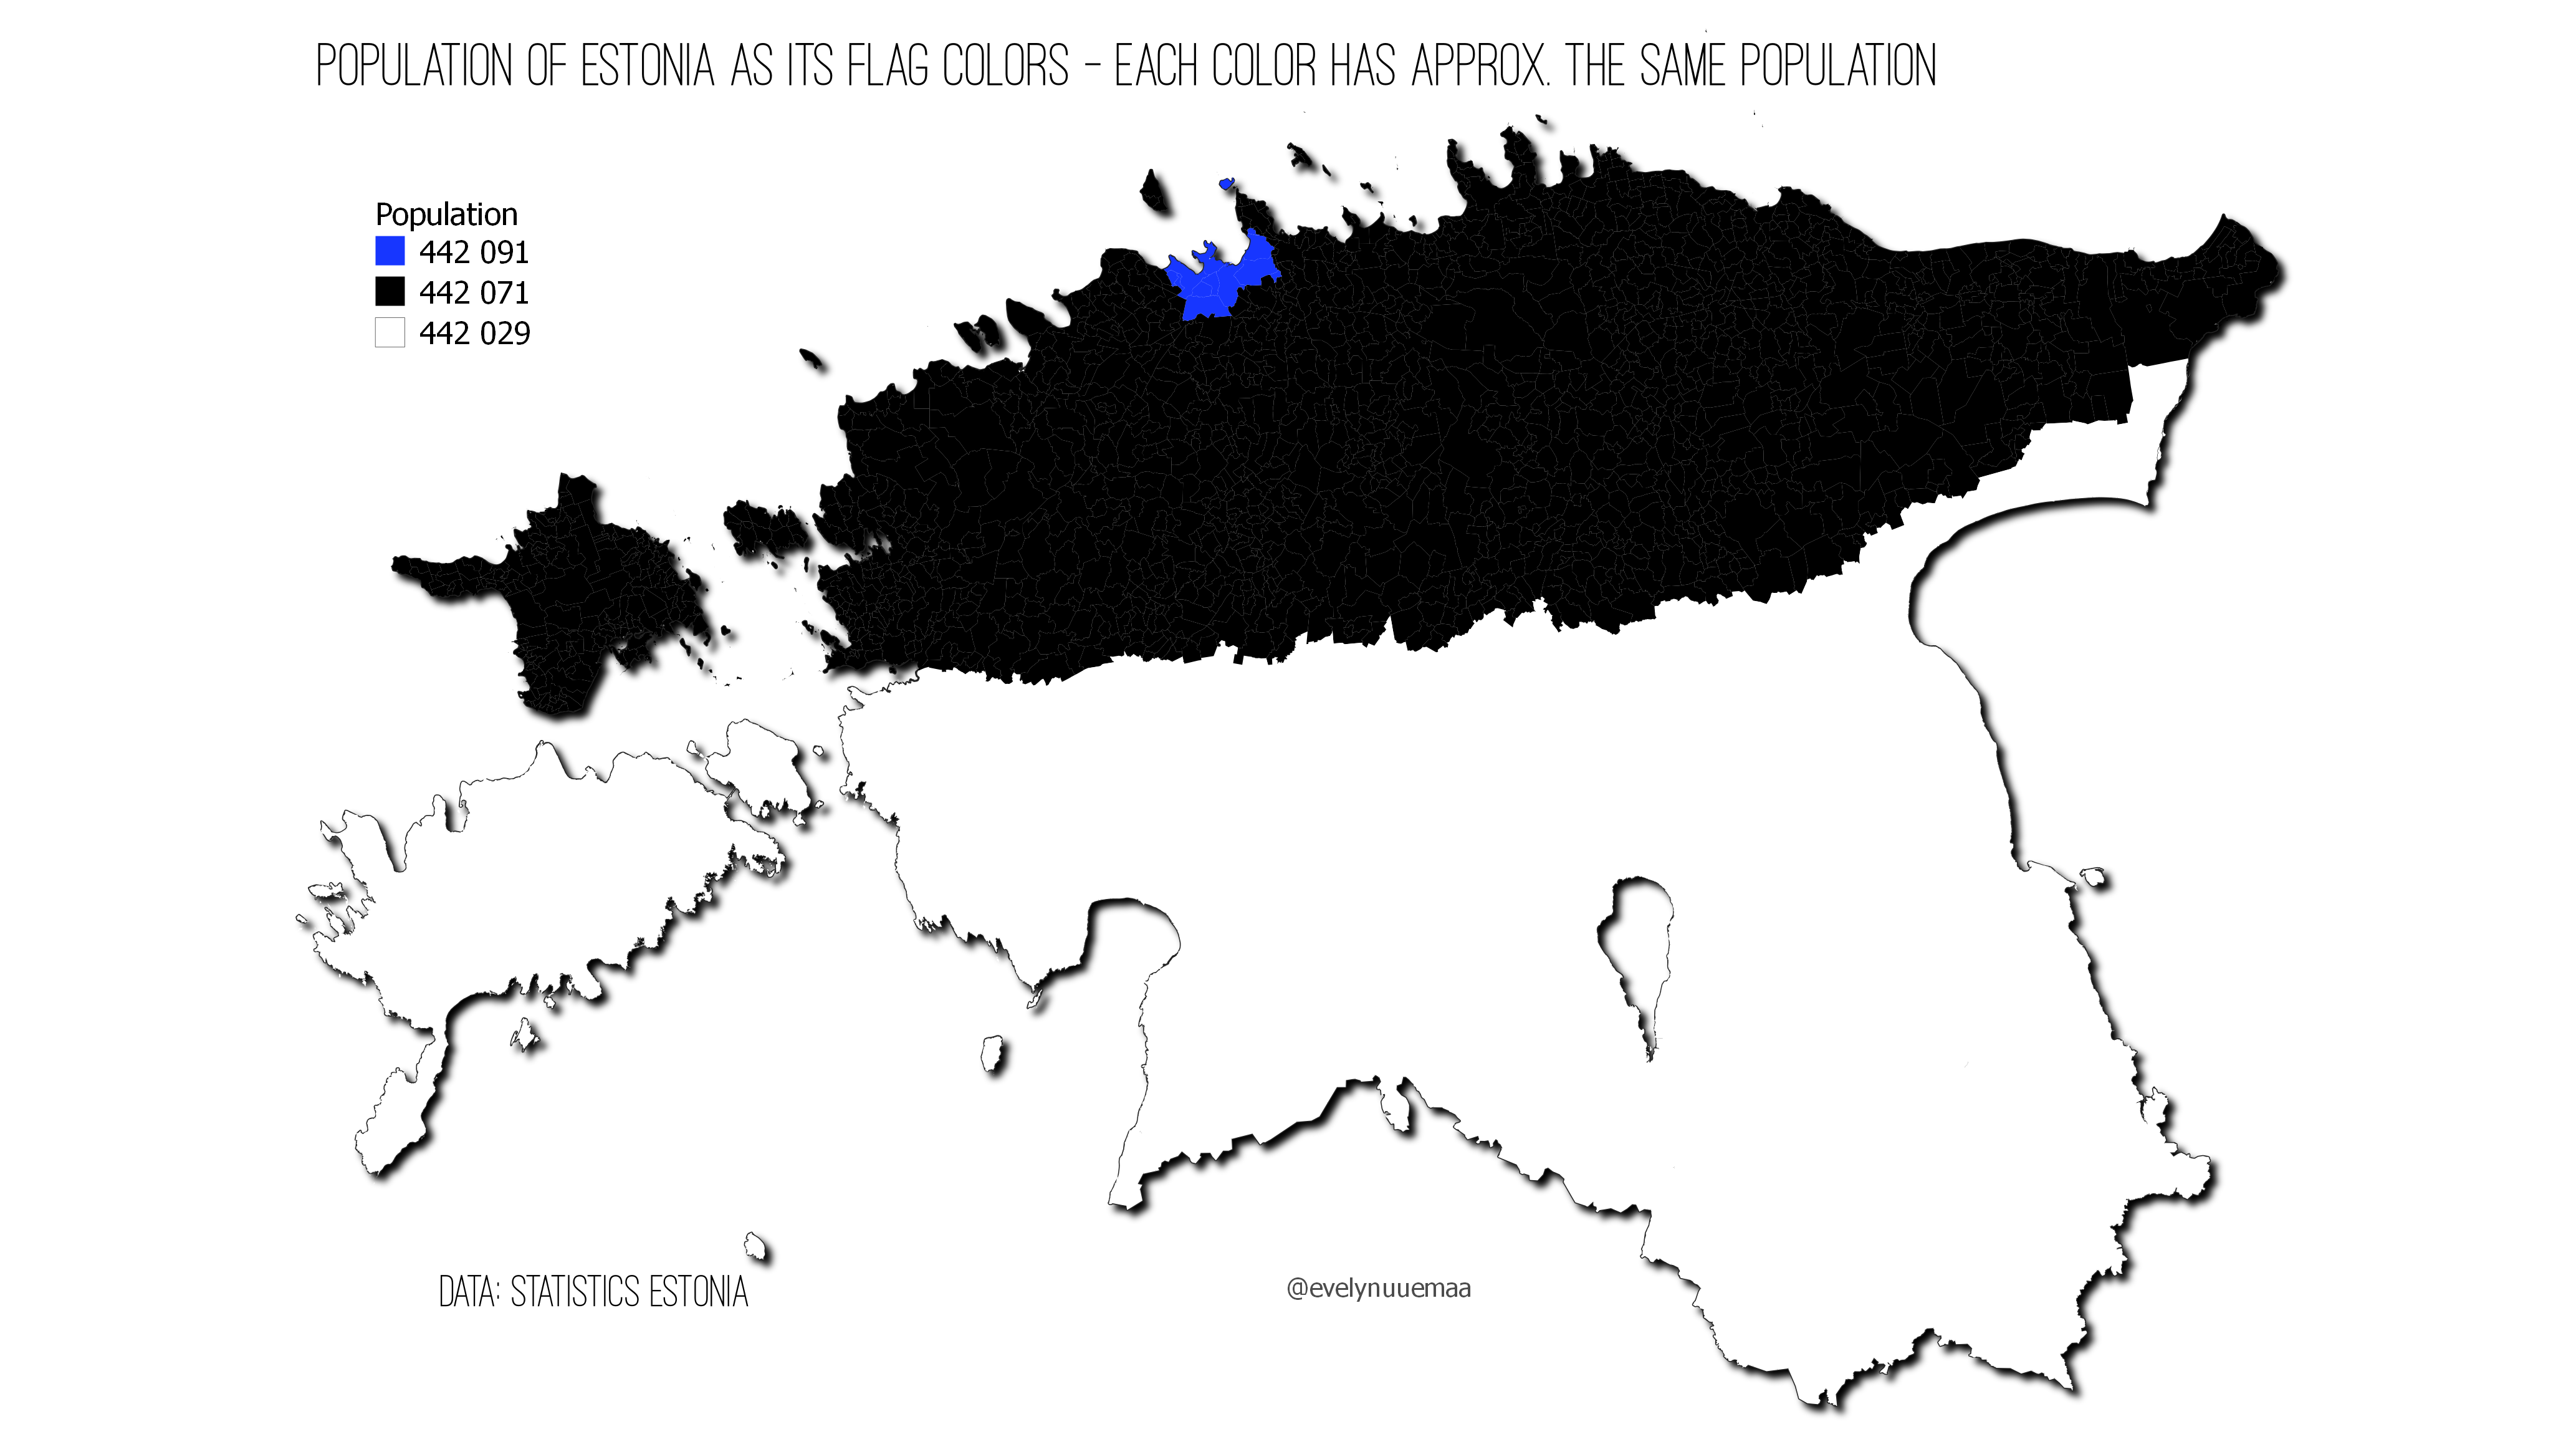 POPULATION OF ESTONIA AS ITS FLAG COLORS - EACH COLOR HAS APPROX. THE SAME POPULATION
Population
442 091
442 071
442 029
DATA: STATISTICS ESTONIA
@evelynuuemaa